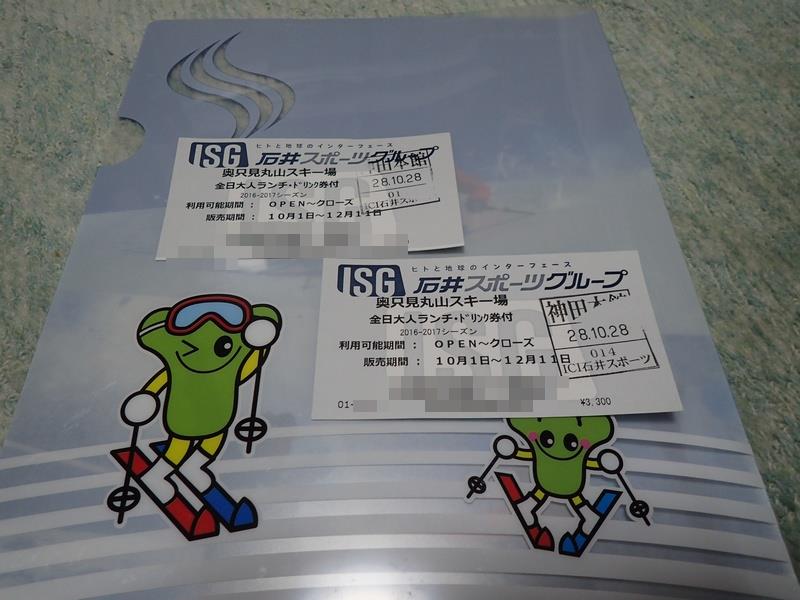 ISG ヒトと地球のインターフェース
石井スポーツグループ
奥只見丸山スキー場
全日大人ランチ・ドリンク券付
2016-2017シーズン
利用可能期間 : OPEN~クローズ
販売期間 : 10月1日~12月11日
28.10.28
01
ICI石井スポ
ISG ヒトと地球のインターフェース
石井スポーツグループ
奥只見丸山スキー場
全日大人ランチ・ドリンク券付
2016-2017シーズン
利用可能期間 : OPEN~クローズ
販売期間 : 10月1日~12月11日
神田
28.10.28
014
ICI石井スポーツ
01-
¥3,300